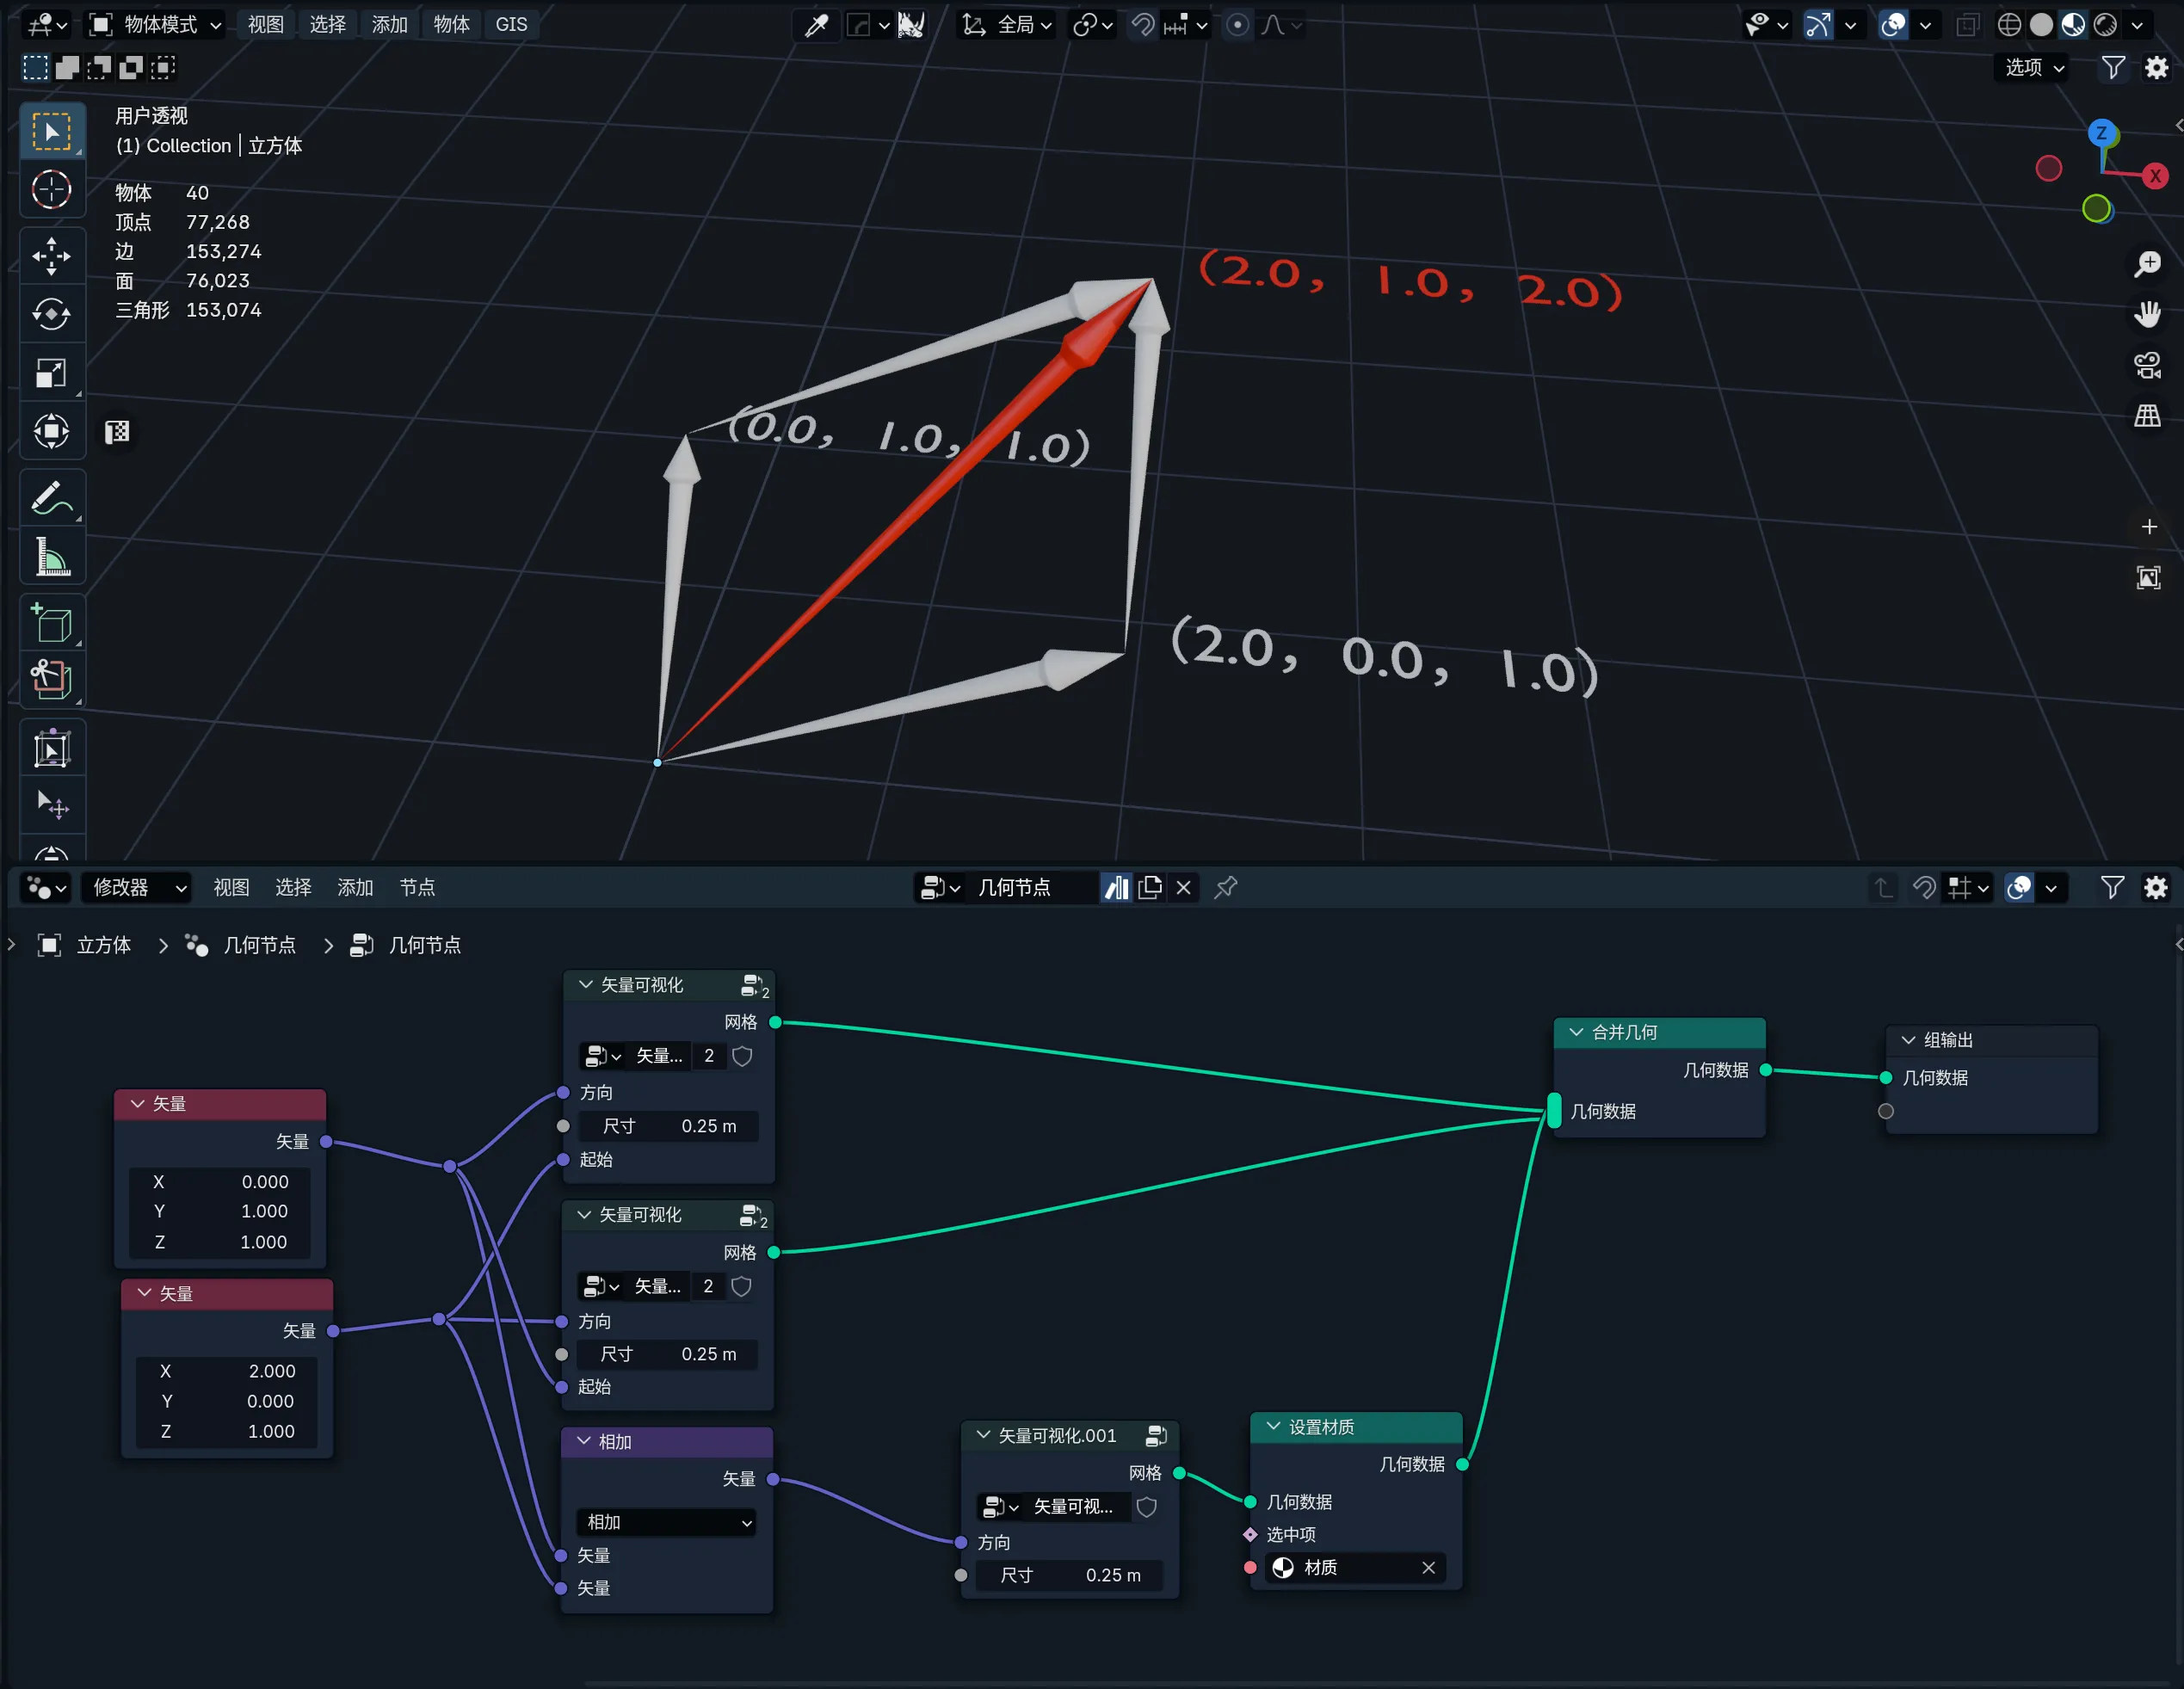 物体模式 视图 选择 添加 物体 GIS 全局
选项
用户透视
(1) Collection | 立方体
物体 40
顶点 77,268
边 153,274
面 76,023
三角形 153,074
Z
X
(2.0, 1.0, 2.0)
(0.0, 1.0, 1.0)
(2.0, 0.0, 1.0)
修改器 视图 选择 添加 节点 几何节点
立方体 几何节点 几何节点
矢量可视化 2
网格
矢量... 2
方向
尺寸 0.25 m
起始
矢量
矢量
X 0.000
Y 1.000
Z 1.000
矢量可视化 2
网格
矢量... 2
方向
尺寸 0.25 m
起始
矢量
矢量
X 2.000
Y 0.000
Z 1.000
相加
矢量
相加
矢量
矢量
矢量可视化.001
网格
矢量可视...
方向
尺寸 0.25 m
设置材质
几何数据
几何数据
选中项
材质
合并几何
几何数据
几何数据
组输出
几何数据